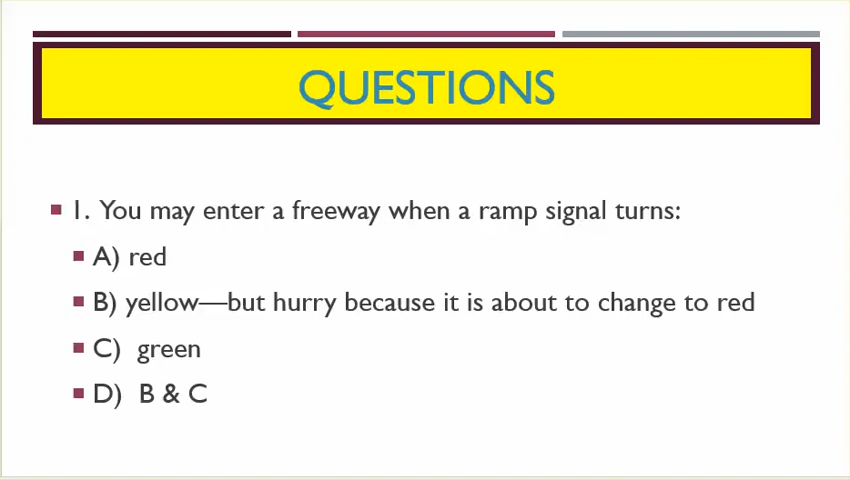 QUESTIONS
1. You may enter a freeway when a ramp signal turns:
A) red
B) yellow—but hurry because it is about to change to red
C) green
D) B & C